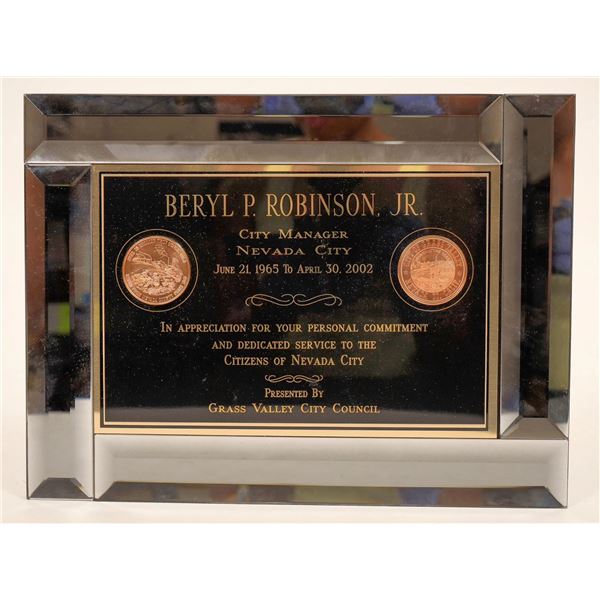 BERYL P. ROBINSON, JR.
CITY MANAGER
NEVADA CITY
JUNE 21, 1965 TO APRIL 30, 2002
IN APPRECIATION FOR YOUR PERSONAL COMMITMENT
AND DEDICATED SERVICE TO THE
CITIZENS OF NEVADA CITY
PRESENTED BY
GRASS VALLEY CITY COUNCIL